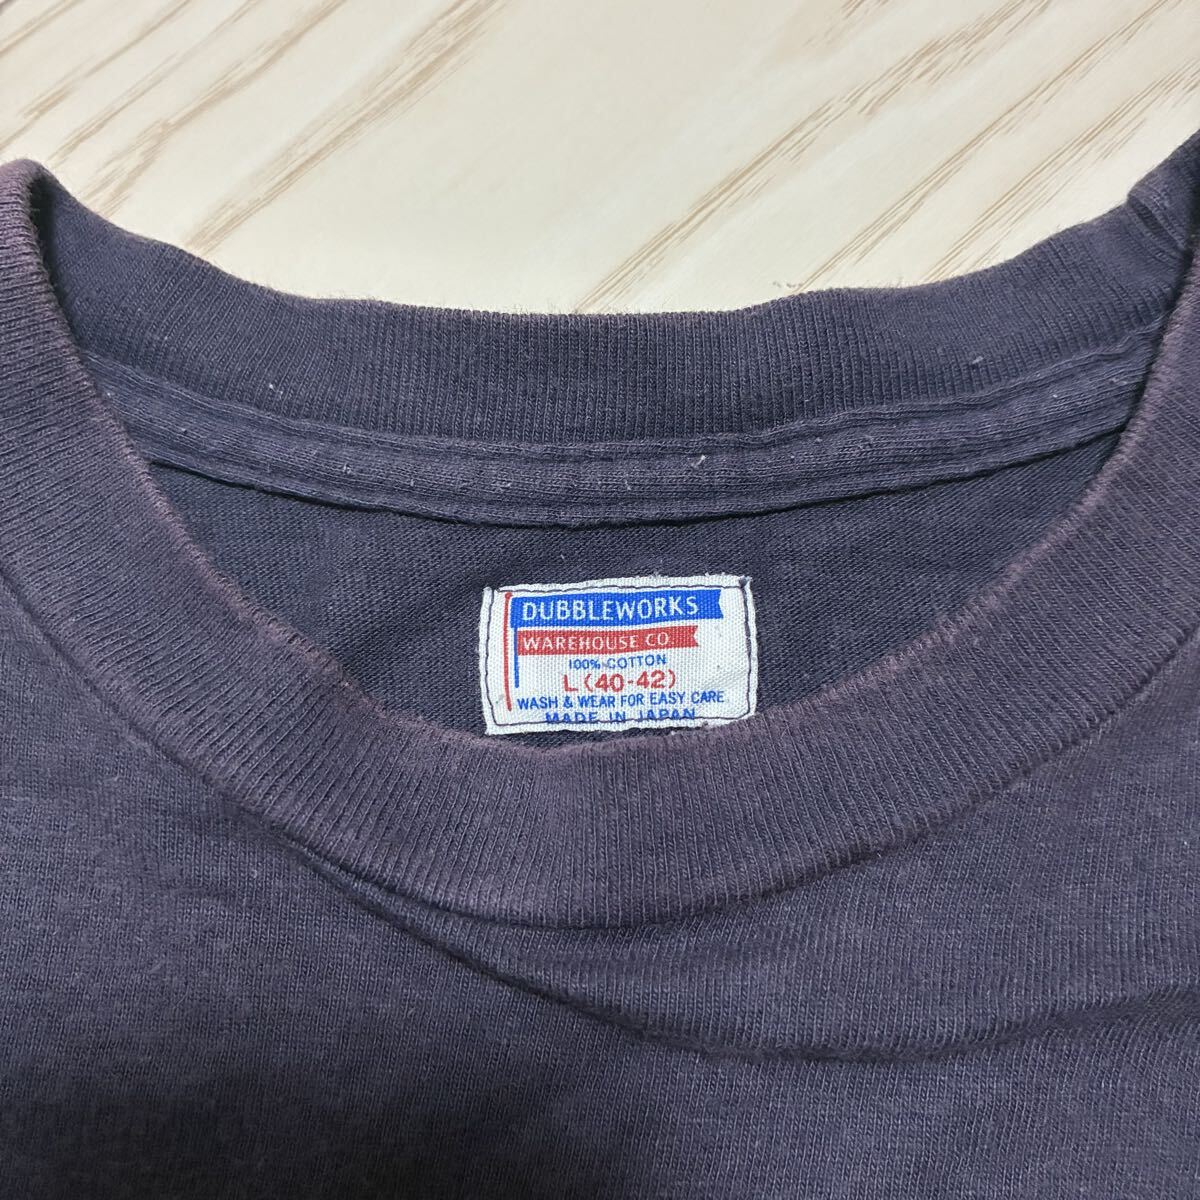 DUBBLEWORKS
WAREHOUSE CO.
100% COTTON
L (40-42)
WASH & WEAR FOR EASY CARE
MADE IN JAPAN